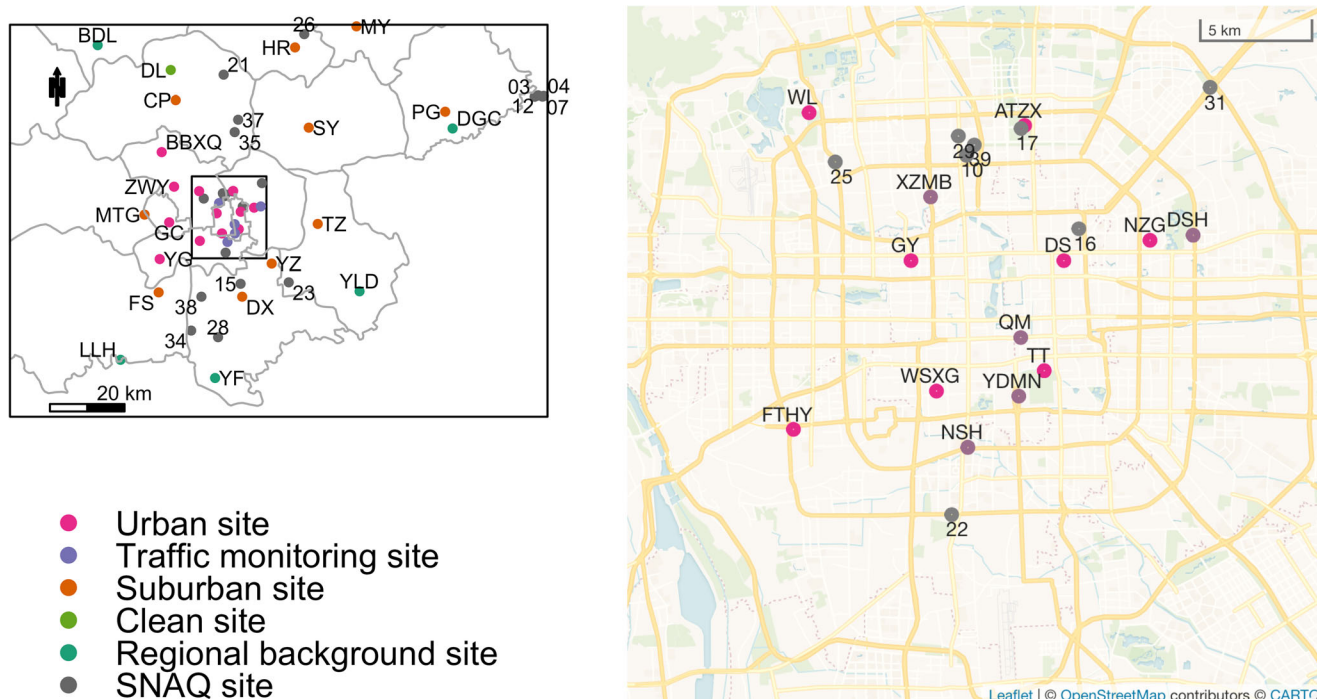 26
MY
BDL
HR
DL
21
03 04
CP
12 07
PG
DGC
37
SY
35
BBXQ
ZWY
MTG
TZ
GC
YG
YZ
15
YLD
23
FS
38
DX
34
28
LLH
YF
20 km
N
Urban site
Traffic monitoring site
Suburban site
Clean site
Regional background site
SNAQ site
5 km
31
WL
ATZX
17
29
39
10
25
XZMB
16
NZG
DSH
GY
DS
QM
TT
WSXG
YDMN
FTHY
NSH
22
Leaflet | © OpenStreetMap contributors © CARTO